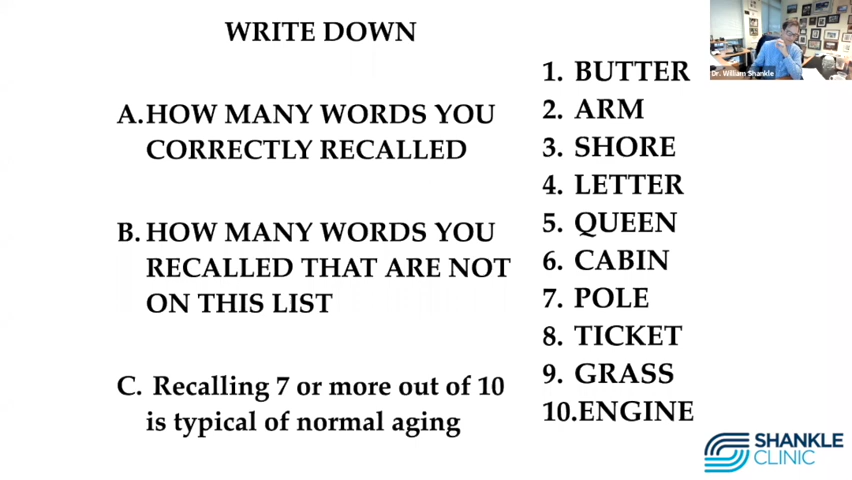 WRITE DOWN
A.HOW MANY WORDS YOU
CORRECTLY RECALLED
B. HOW MANY WORDS YOU
RECALLED THAT ARE NOT
ON THIS LIST
C. Recalling 7 or more out of 10
is typical of normal aging
1. BUTTER
2. ARM
3. SHORE
4. LETTER
5. QUEEN
6. CABIN
7. POLE
8. TICKET
9. GRASS
10.ENGINE
Dr. William Shankle
SHANKLE
CLINIC